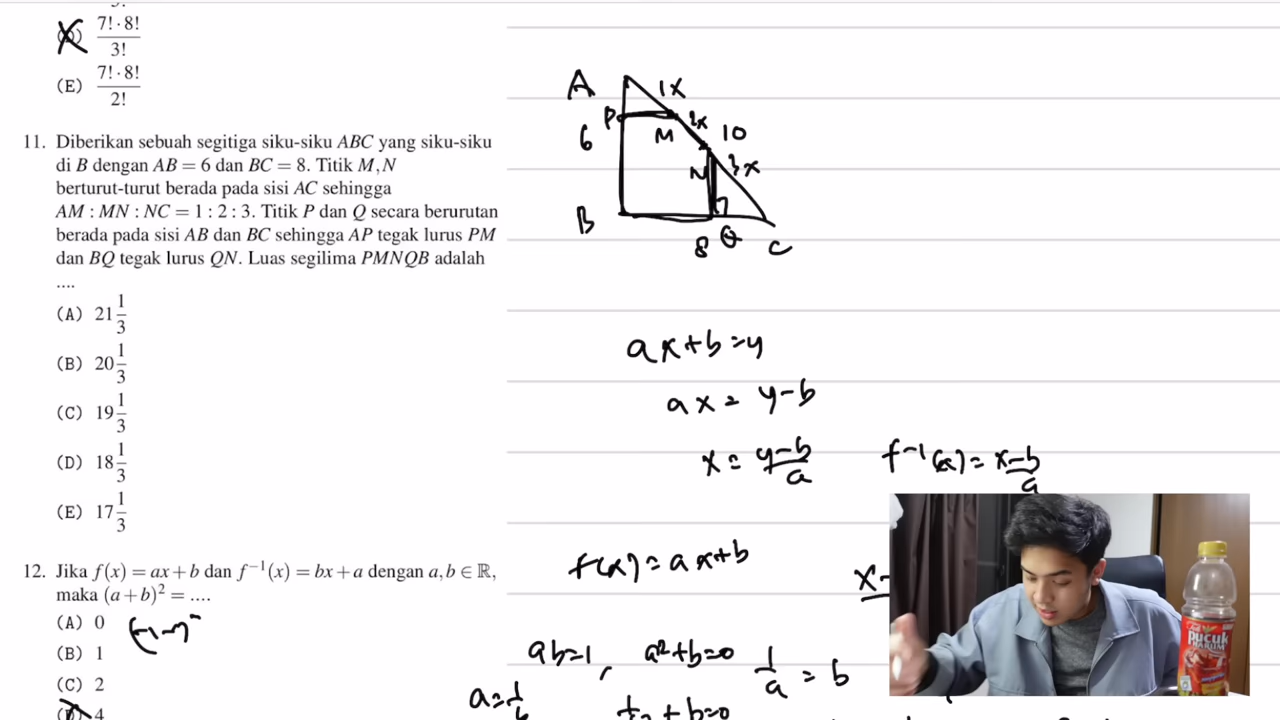 7! · 8!
3!
(E) 7! · 8!
2!
11. Diberikan sebuah segitiga siku-siku ABC yang siku-siku
di B dengan AB = 6 dan BC = 8. Titik M, N
berturut-turut berada pada sisi AC sehingga
AM : MN : NC = 1 : 2 : 3. Titik P dan Q secara berurutan
berada pada sisi AB dan BC sehingga AP tegak lurus PM
dan BQ tegak lurus QN. Luas segilima PMNQB adalah
....
(A) 21 1/3
(B) 20 1/3
(C) 19 1/3
(D) 18 1/3
(E) 17 1/3
12. Jika f(x) = ax + b dan f⁻¹(x) = bx + a dengan a, b ∈ ℝ,
maka (a + b)² = ....
(A) 0
(B) 1
(C) 2
4
A
1x
P
M
2x
10
6
N
3x
B
8
Q
C
ax+b=y
ax = y-b
x = y-b/a
f⁻¹(x) = x-b/a
f(x) = ax+b
x-
ab=1, a²+b=0
1/a = b
+b=0
Teh
PUCUK
HARUM